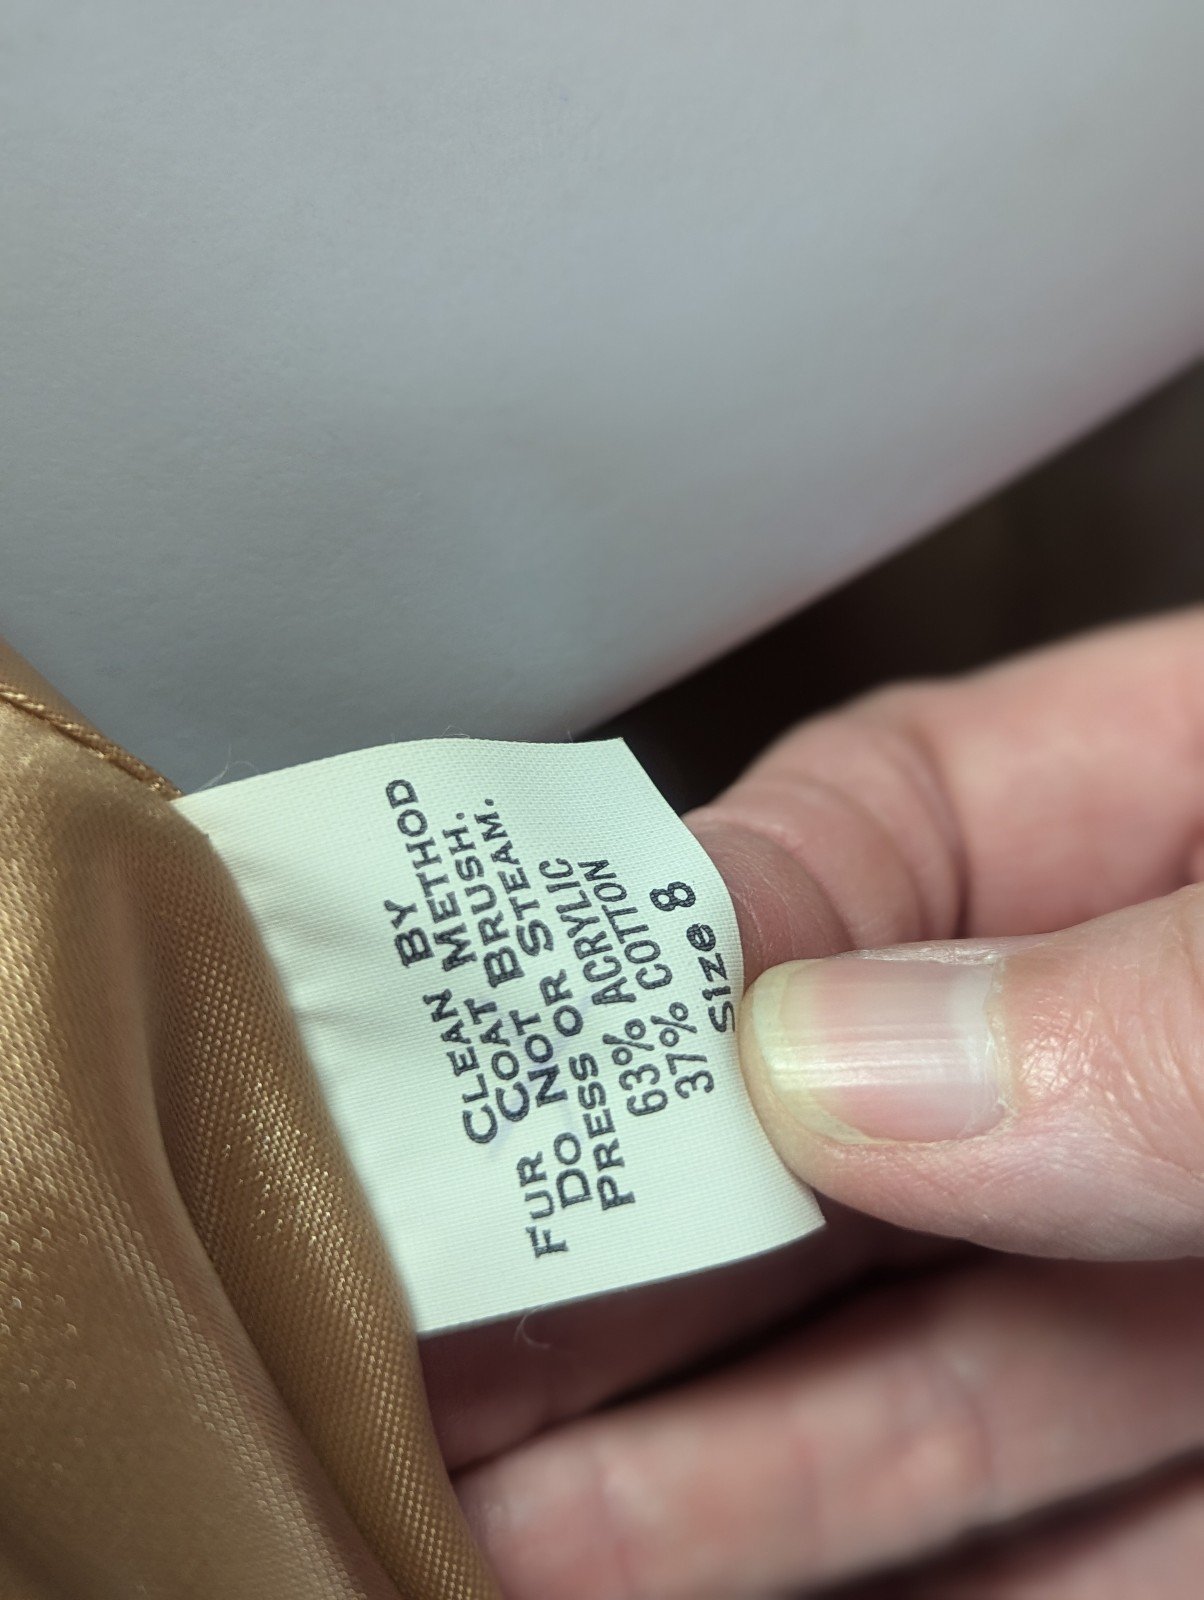 CLEAN BY
FUR COAT METHOD
DO NOT BRUSH.
PRESS OR STEAM.
63% ACRYLIC
37% COTTON
Size 8